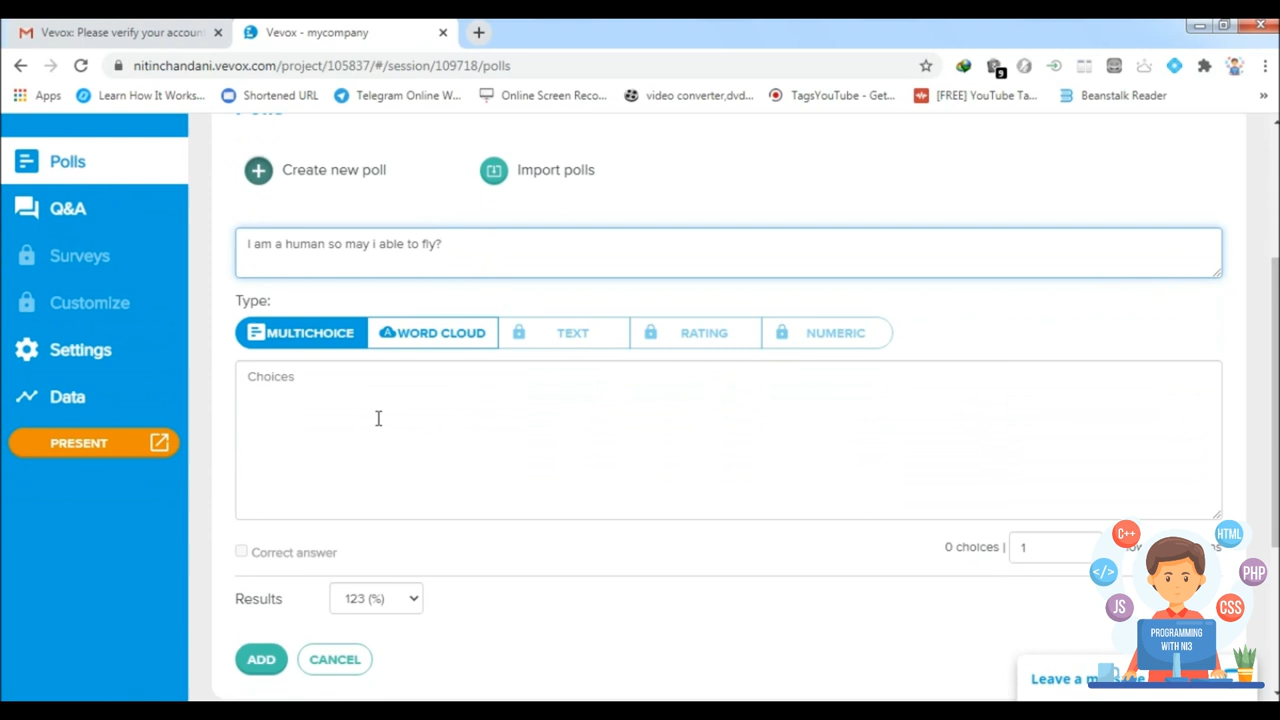 Vevox: Please verify your accoun
Vevox - mycompany
nitinchandani.vevox.com/project/105837/#/session/109718/polls
9
Apps
Learn How It Works...
Shortened URL
Telegram Online W...
Online Screen Reco...
video converter,dvd...
TagsYouTube - Get...
[FREE] YouTube Ta...
Beanstalk Reader
»
Polls
Q&A
Surveys
Customize
Settings
Data
PRESENT
Create new poll
Import polls
I am a human so may i able to fly?
Type:
MULTICHOICE
WORD CLOUD
TEXT
RATING
NUMERIC
Choices
Correct answer
0 choices | 1
Results
123 (%)
ADD
CANCEL
Leave a
C++
HTML
</>
PHP
JS
CSS
PROGRAMMING
WITH NI3